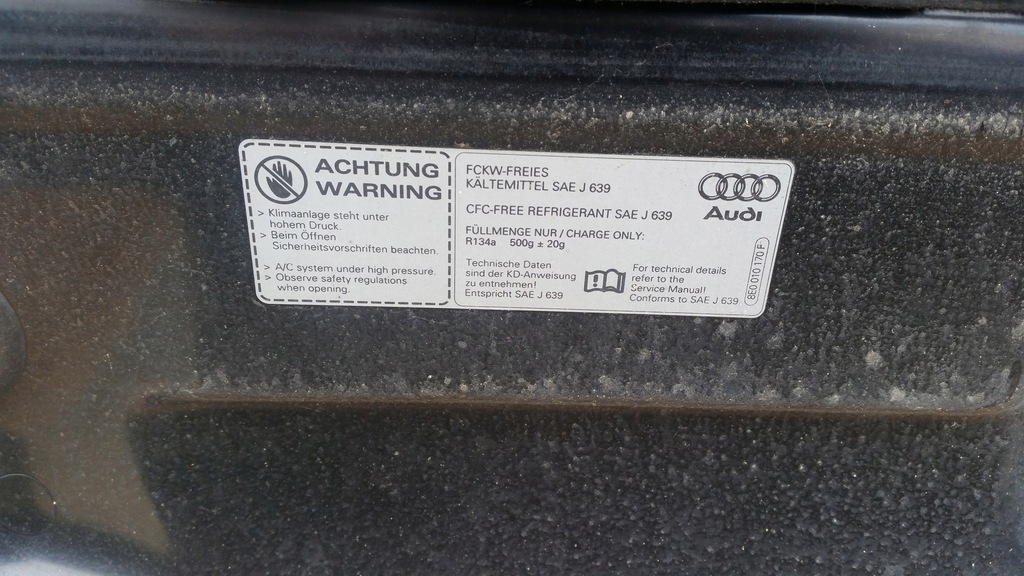 ACHTUNG
WARNING
> Klimaanlage steht unter
hohem Druck.
> Beim Öffnen
Sicherheitsvorschriften beachten.
> A/C system under high pressure.
> Observe safety regulations
when opening.
FCKW-FREIES
KÄLTEMITTEL SAE J 639
CFC-FREE REFRIGERANT SAE J 639
FÜLLMENGE NUR / CHARGE ONLY:
R134a 500g ± 20g
Technische Daten
sind der KD-Anweisung
zu entnehmen!
Entspricht SAE J 639
For technical details
refer to the
Service Manual!
Conforms to SAE J 639
Audi
8E0 010 170 F